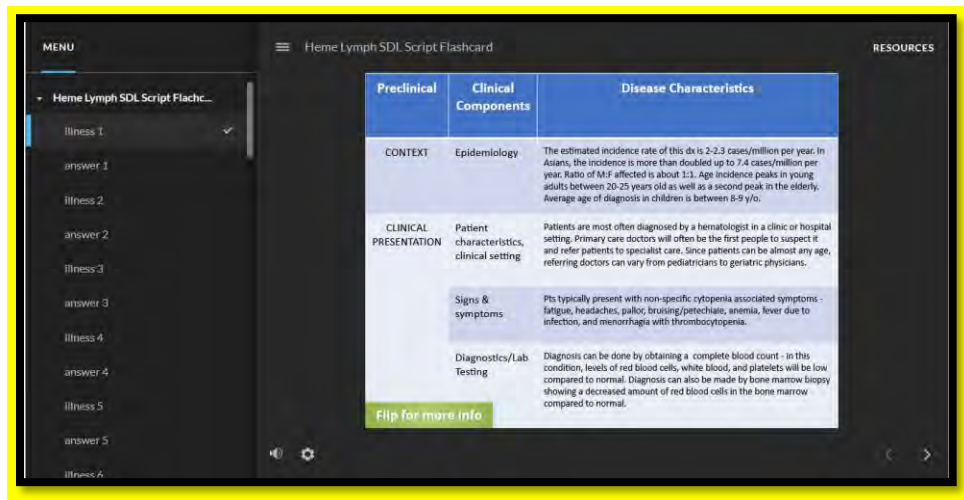 MENU
Heme Lymph SDL Script Flashcard
RESOURCES
Heme Lymph SDL Script Flachc...
illness 1
answer 1
illness 2
answer 2
illness 3
answer 3
illness 4
answer 4
illness 5
answer 5
illness 6
Preclinical
Clinical
Components
Disease Characteristics
CONTEXT
Epidemiology
The estimated incidence rate of this dx is 2-2.3 cases/million per year. In
Asians, the incidence is more than doubled up to 7.4 cases/million per
year. Ratio of M:F affected is about 1:1. Age incidence peaks in young
adults between 20-25 years old as well as a second peak in the elderly.
Average age of diagnosis in children is between 8-9 y/o.
CLINICAL
PRESENTATION
Patient
characteristics,
clinical setting
Patients are most often diagnosed by a hematologist in a clinic or hospital
setting. Primary care doctors will often be the first people to suspect it
and refer patients to specialist care. Since patients can be almost any age,
referring doctors can vary from pediatricians to geriatric physicians.
Signs &
symptoms
Pts typically present with non-specific cytopenia associated symptoms -
fatigue, headaches, pallor, bruising/petechiae, anemia, fever due to
infection, and menorrhagia with thrombocytopenia.
Diagnostics/Lab
Testing
Diagnosis can be done by obtaining a complete blood count - in this
condition, levels of red blood cells, white blood, and platelets will be low
compared to normal. Diagnosis can also be made by bone marrow biopsy
showing a decreased amount of red blood cells in the bone marrow
compared to normal.
Flip for more info